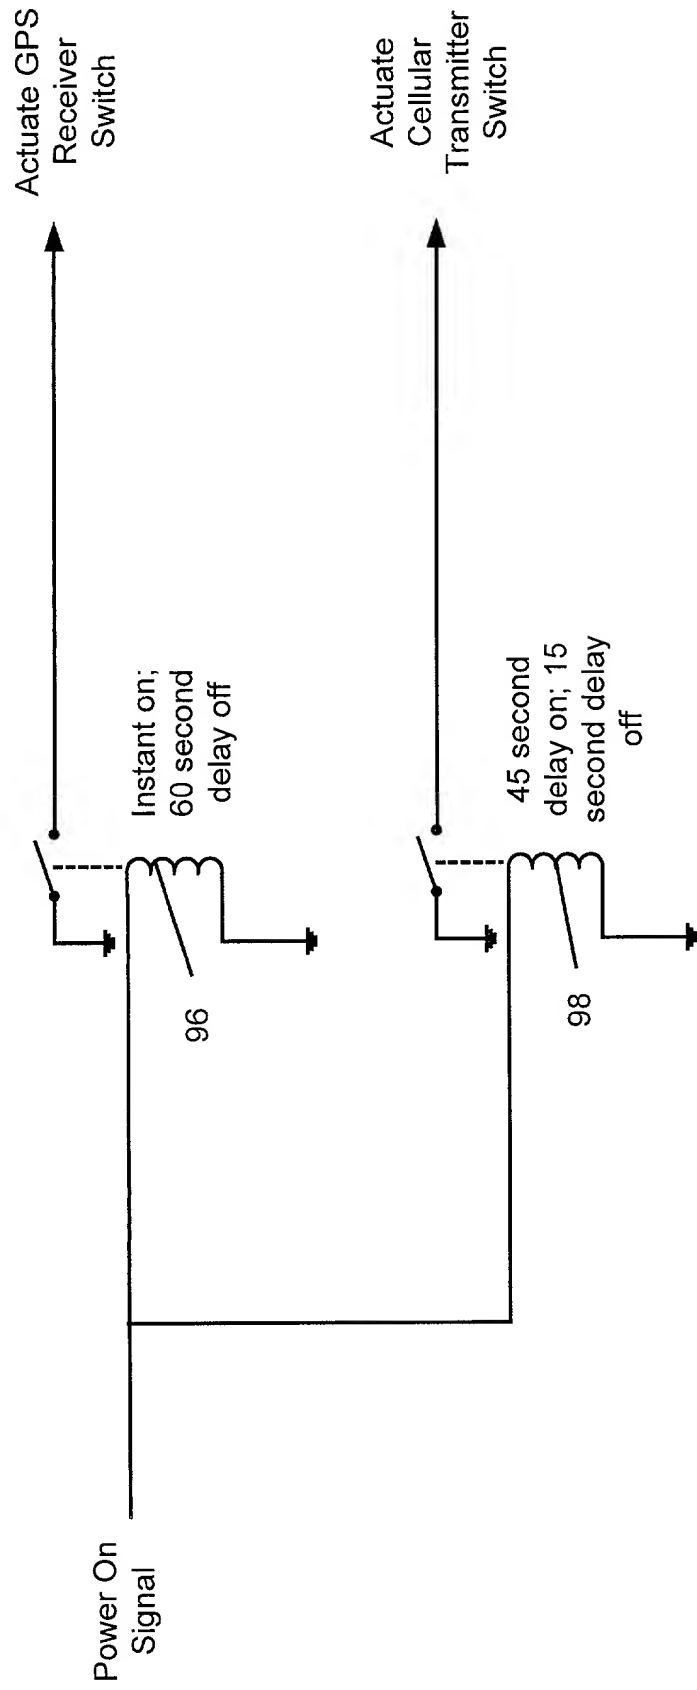 Power On
Signal
96
Instant on;
60 second
delay off
Actuate GPS
Receiver
Switch
98
45 second
delay on; 15
second delay
off
Actuate
Cellular
Transmitter
Switch